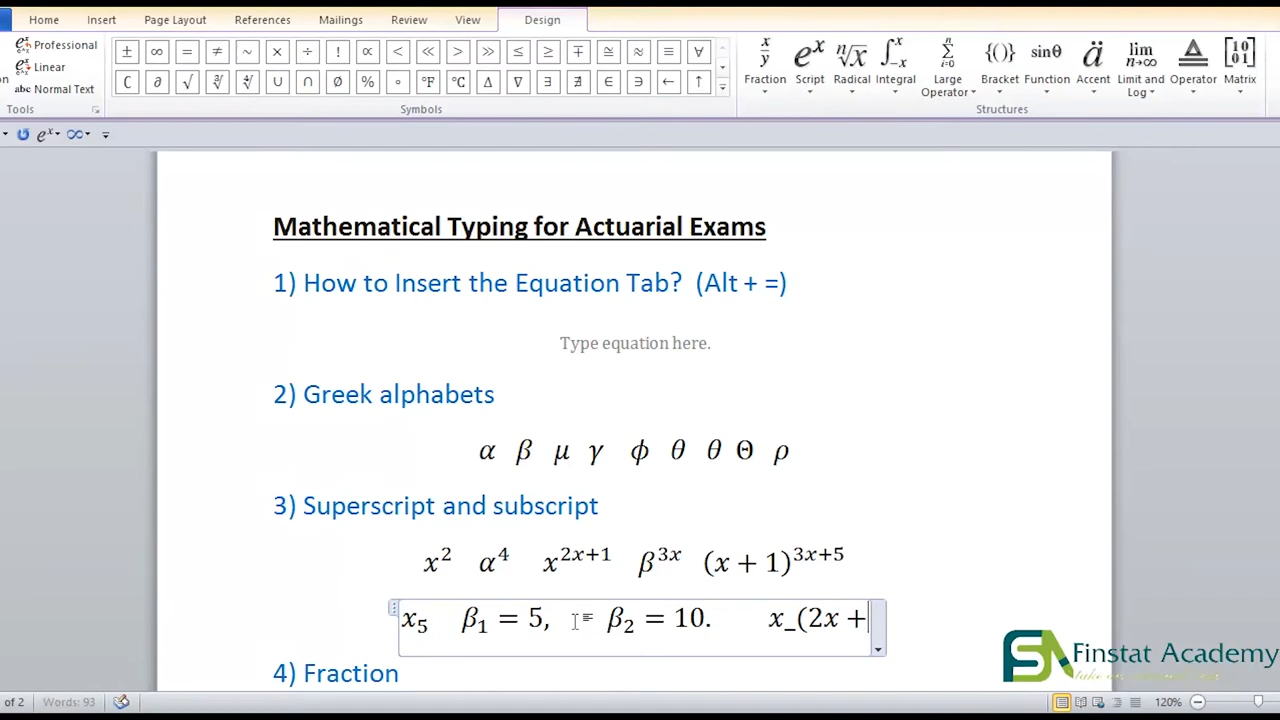 Home Insert Page Layout References Mailings Review View Design
Professional
Linear
abc Normal Text
Tools
± ∞ = ≠ ~ × ÷ ! ∝ < ≪ > ≫ ≤ ≥ ∓ ≅ ≈ ≡ ∀
∁ ∂ √ ∛ ∜ ∪ ∩ ∅ % ∘ °F °C ∆ ∇ ∃ ∄ ∈ ∋ ← ↑
Symbols
Fraction Script Radical Integral Large Operator Bracket Function Accent Limit and Log Operator Matrix
Structures
Mathematical Typing for Actuarial Exams
1) How to Insert the Equation Tab? (Alt + =)
Type equation here.
2) Greek alphabets
α β μ γ ϕ θ θ Θ ρ
3) Superscript and subscript
x² α⁴ x²ˣ⁺¹ β³ˣ (x + 1)³ˣ⁺⁵
x₅ β₁ = 5, β₂ = 10. x_(2x +
4) Fraction
Finstat Academy
of 2 Words: 93 120%